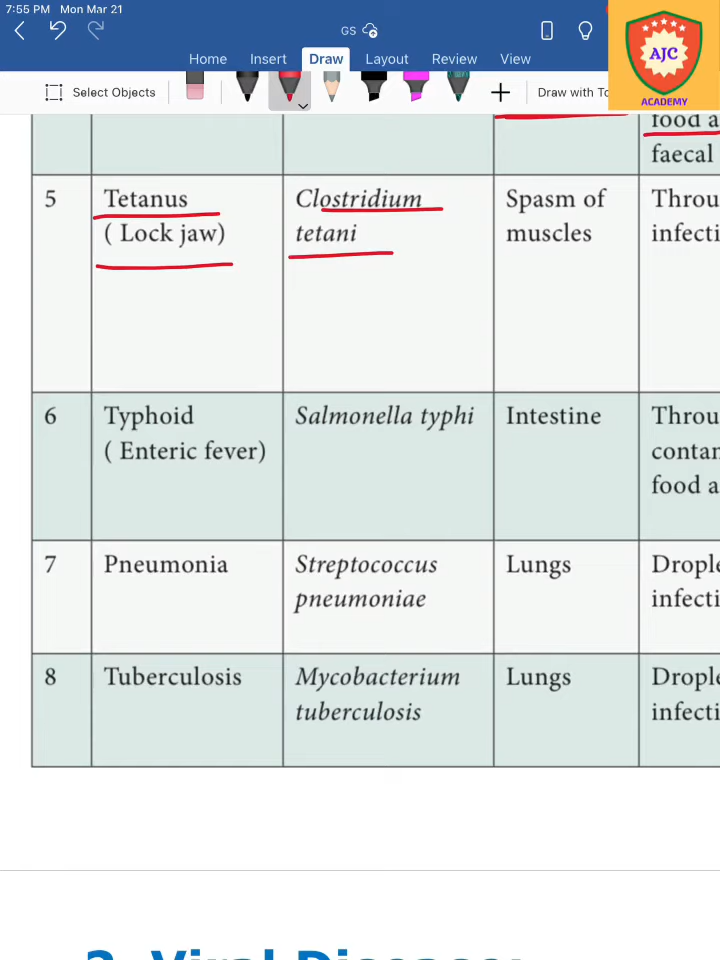 7:55 PM Mon Mar 21
GS
Home Insert Draw Layout Review View
AJC
ACADEMY
Select Objects
Draw with To
food a
faecal
5 Tetanus Clostridium Spasm of Throu
( Lock jaw) tetani muscles infecti
6 Typhoid Salmonella typhi Intestine Throu
( Enteric fever) contan
food a
7 Pneumonia Streptococcus Lungs Drople
pneumoniae infecti
8 Tuberculosis Mycobacterium Lungs Drople
tuberculosis infecti